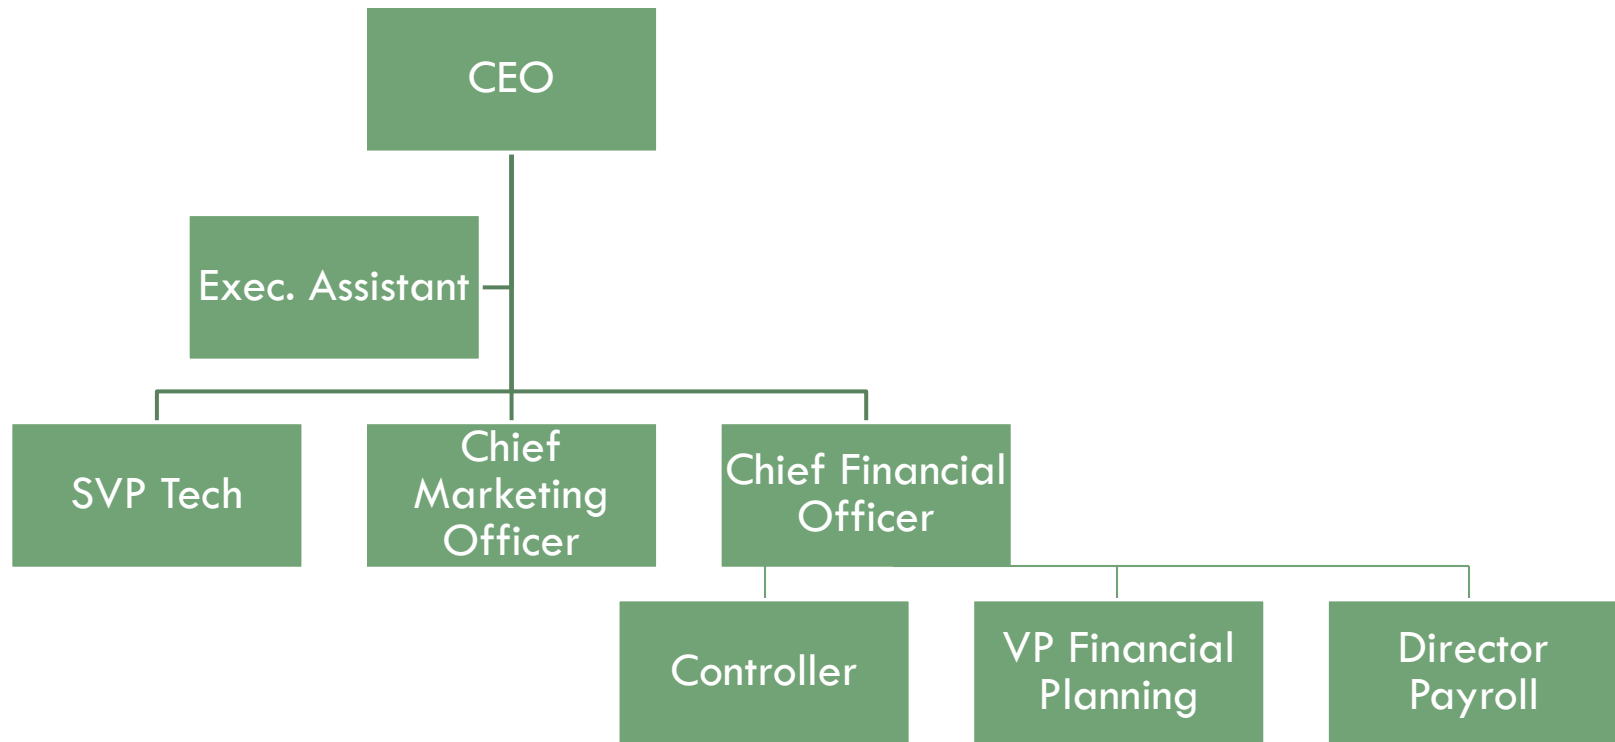 CEO
Exec. Assistant
SVP Tech
Chief
Marketing
Officer
Chief Financial
Officer
Controller
VP Financial
Planning
Director
Payroll